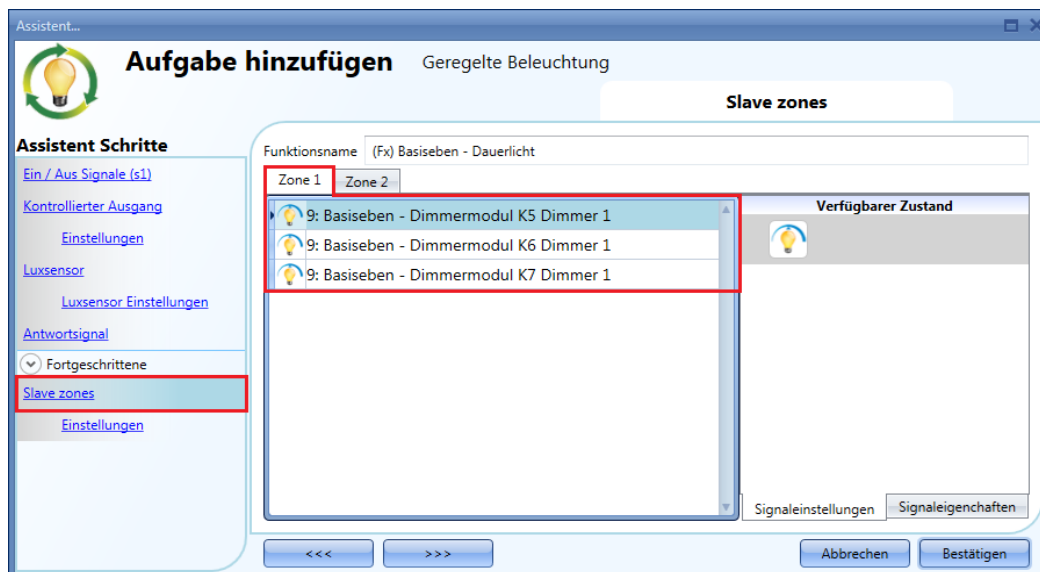 Assistent...
Aufgabe hinzufügen Geregelte Beleuchtung
Slave zones
Assistent Schritte
Ein / Aus Signale (s1)
Kontrollierter Ausgang
Einstellungen
Luxsensor
Luxsensor Einstellungen
Antwortsignal
Fortgeschrittene
Slave zones
Einstellungen
Funktionsname (Fx) Basiseben - Dauerlicht
Zone 1 Zone 2
9: Basiseben - Dimmermodul K5 Dimmer 1
9: Basiseben - Dimmermodul K6 Dimmer 1
9: Basiseben - Dimmermodul K7 Dimmer 1
Verfügbarer Zustand
Signaleinstellungen Signaleigenchaften
<<< >>> Abbrechen Bestätigen